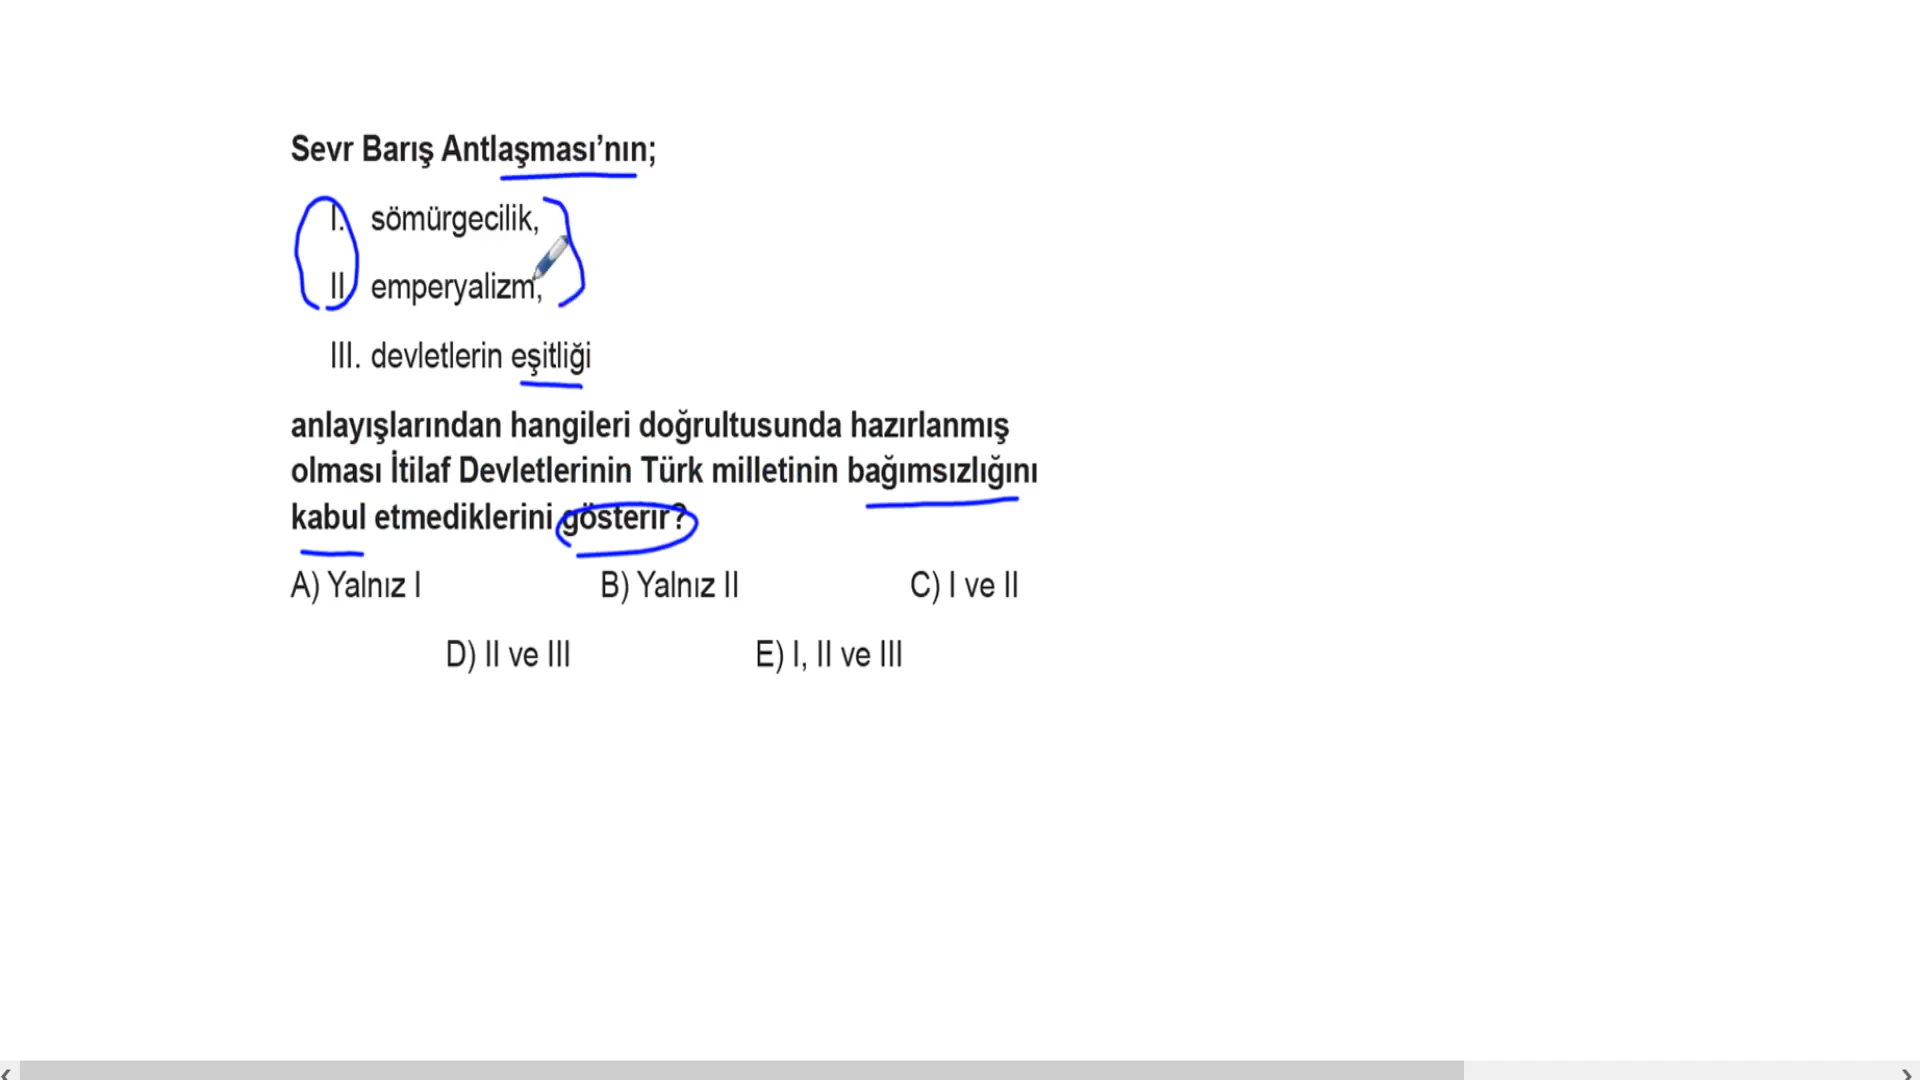 Sevr Barış Antlaşması’nın;
I. sömürgecilik,
II. emperyalizm,
III. devletlerin eşitliği
anlayışlarından hangileri doğrultusunda hazırlanmış
olması İtilaf Devletlerinin Türk milletinin bağımsızlığını
kabul etmediklerini gösterir?
A) Yalnız I B) Yalnız II C) I ve II
D) II ve III E) I, II ve III